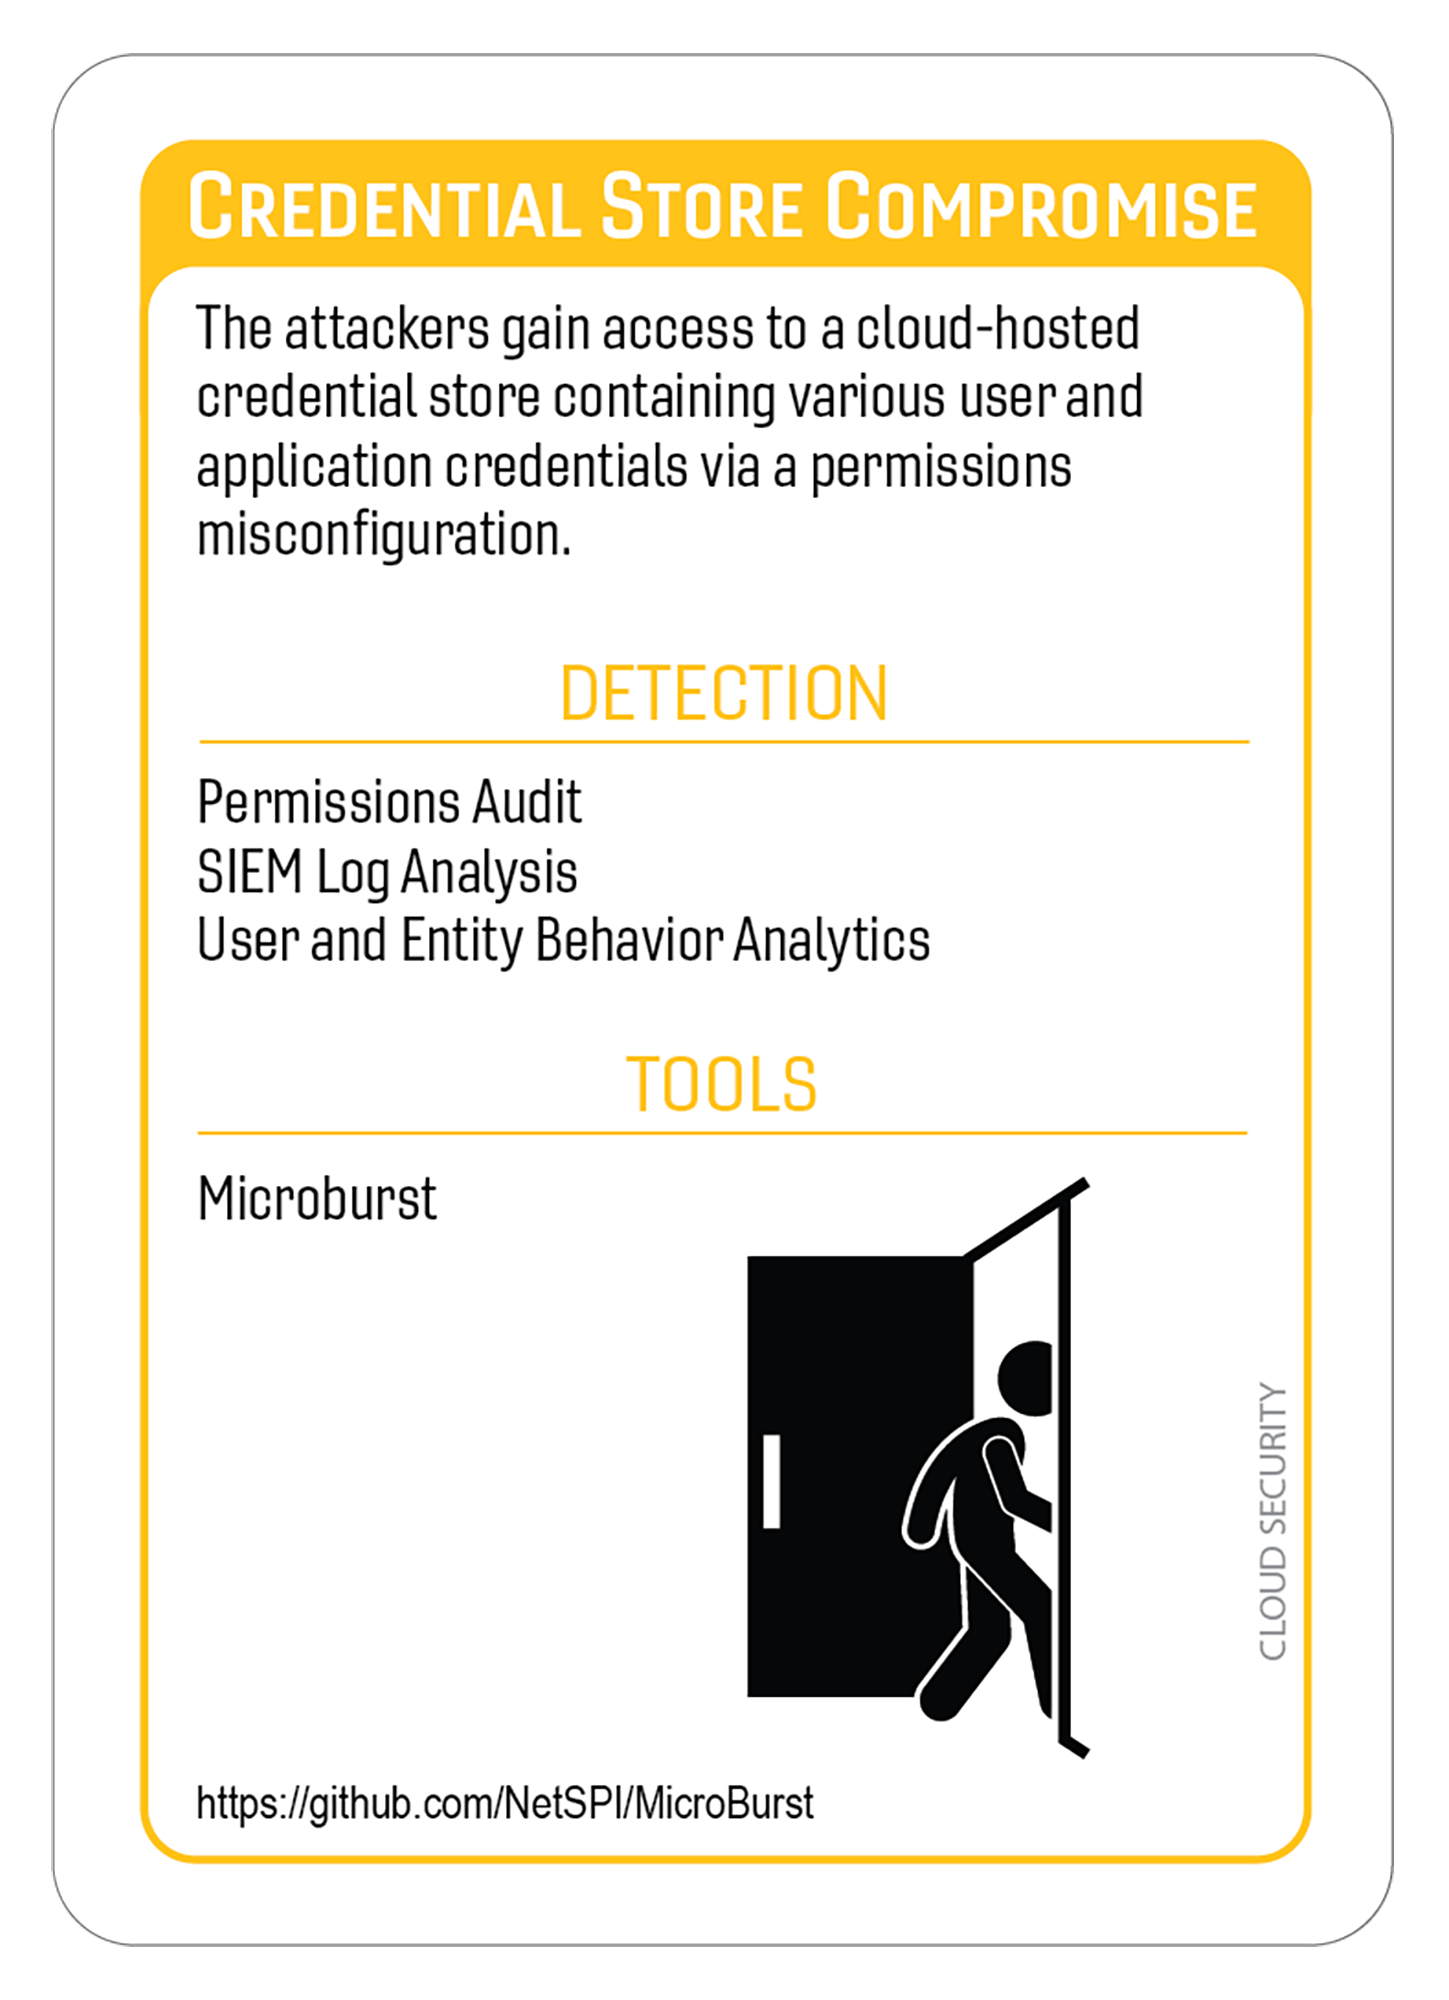 CREDENTIAL STORE COMPROMISE
The attackers gain access to a cloud-hosted
credential store containing various user and
application credentials via a permissions
misconfiguration.
DETECTION
Permissions Audit
SIEM Log Analysis
User and Entity Behavior Analytics
TOOLS
Microburst
CLOUD SECURITY
https://github.com/NetSPI/MicroBurst